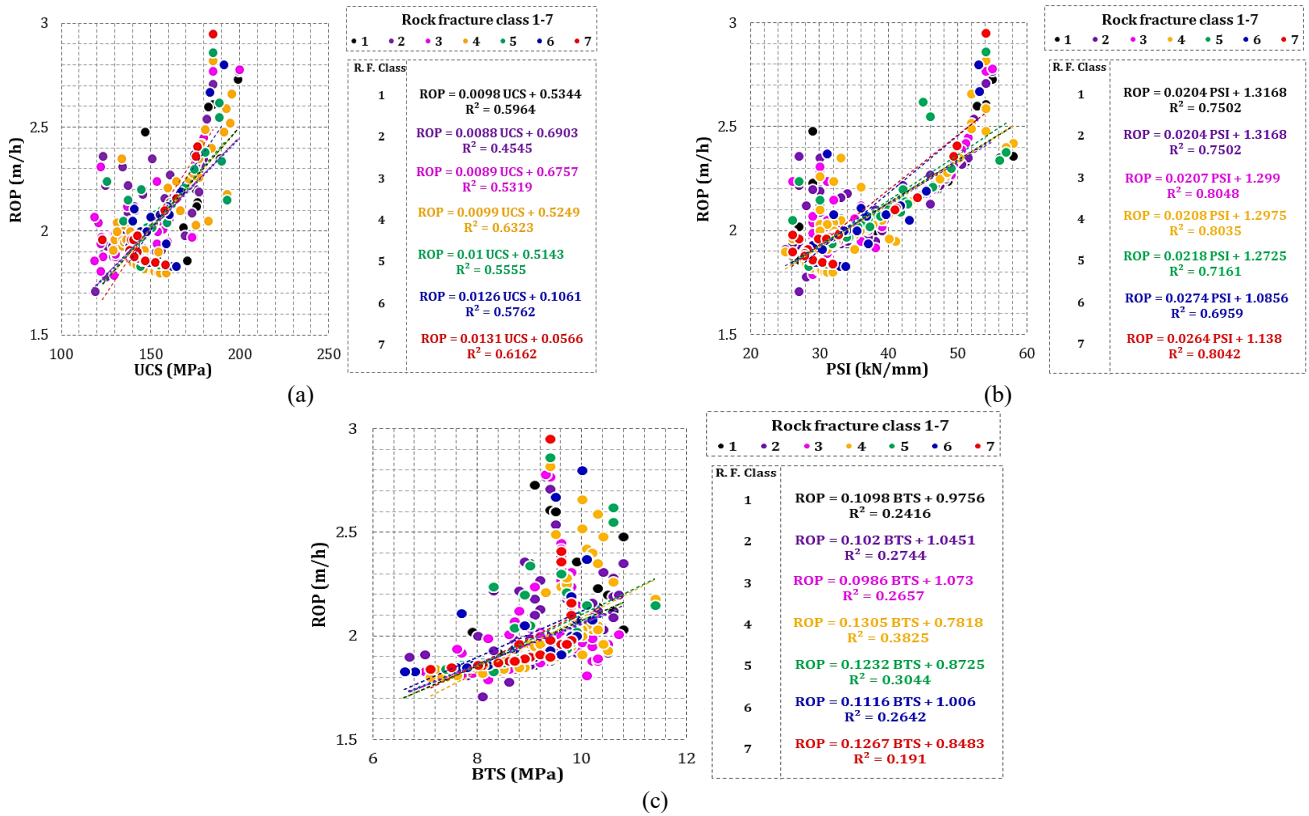 Rock fracture class 1-7
1 2 3 4 5 6 7
R. F. Class
1 ROP = 0.0098 UCS + 0.5344
R² = 0.5964
2 ROP = 0.0088 UCS + 0.6903
R² = 0.4545
3 ROP = 0.0089 UCS + 0.6757
R² = 0.5319
4 ROP = 0.0099 UCS + 0.5249
R² = 0.6323
5 ROP = 0.01 UCS + 0.5143
R² = 0.5555
6 ROP = 0.0126 UCS + 0.1061
R² = 0.5762
7 ROP = 0.0131 UCS + 0.0566
R² = 0.6162
3
2.5
2
1.5
ROP (m/h)
100 150 200 250
UCS (MPa)
(a)
Rock fracture class 1-7
1 2 3 4 5 6 7
R. F. Class
1 ROP = 0.0204 PSI + 1.3168
R² = 0.7502
2 ROP = 0.0204 PSI + 1.3168
R² = 0.7502
3 ROP = 0.0207 PSI + 1.299
R² = 0.8048
4 ROP = 0.0208 PSI + 1.2975
R² = 0.8035
5 ROP = 0.0218 PSI + 1.2725
R² = 0.7161
6 ROP = 0.0274 PSI + 1.0856
R² = 0.6959
7 ROP = 0.0264 PSI + 1.138
R² = 0.8042
3
2.5
2
1.5
ROP (m/h)
20 30 40 50 60
PSI (kN/mm)
(b)
Rock fracture class 1-7
1 2 3 4 5 6 7
R. F. Class
1 ROP = 0.1098 BTS + 0.9756
R² = 0.2416
2 ROP = 0.102 BTS + 1.0451
R² = 0.2744
3 ROP = 0.0986 BTS + 1.073
R² = 0.2657
4 ROP = 0.1305 BTS + 0.7818
R² = 0.3825
5 ROP = 0.1232 BTS + 0.8725
R² = 0.3044
6 ROP = 0.1116 BTS + 1.006
R² = 0.2642
7 ROP = 0.1267 BTS + 0.8483
R² = 0.191
3
2.5
2
1.5
ROP (m/h)
6 8 10 12
BTS (MPa)
(c)